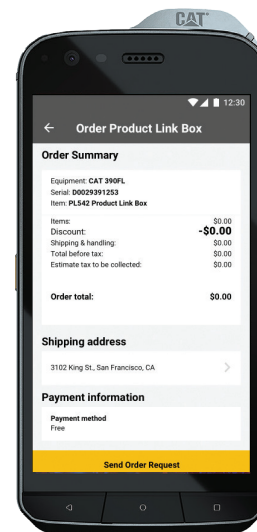 CAT
12:30
Order Product Link Box
Order Summary
Equipment: CAT 390FL
Serial: D0029391253
Item: PL542 Product Link Box
Items: $0.00
Discount: -$0.00
Shipping & handling: $0.00
Total before tax: $0.00
Estimate tax to be collected: $0.00
Order total: $0.00
Shipping address
3102 King St., San Francisco, CA
Payment information
Payment method
Free
Send Order Request